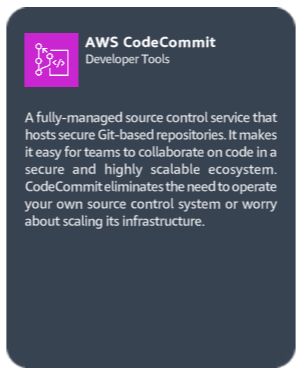 AWS CodeCommit
Developer Tools
A fully-managed source control service that
hosts secure Git-based repositories. It makes
it easy for teams to collaborate on code in a
secure and highly scalable ecosystem.
CodeCommit eliminates the need to operate
your own source control system or worry
about scaling its infrastructure.